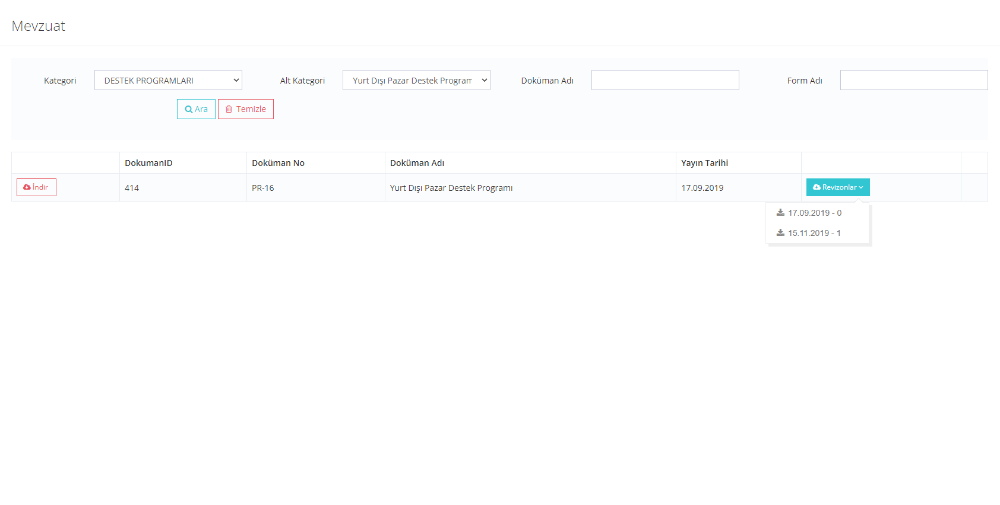 Mevzuat
Kategori DESTEK PROGRAMLARI Alt Kategori Yurt Dışı Pazar Destek Program Doküman Adı Form Adı
Ara Temizle
DokumanID Doküman No Doküman Adı Yayın Tarihi
İndir 414 PR-16 Yurt Dışı Pazar Destek Programı 17.09.2019 Revizonlar
17.09.2019 - 0
15.11.2019 - 1